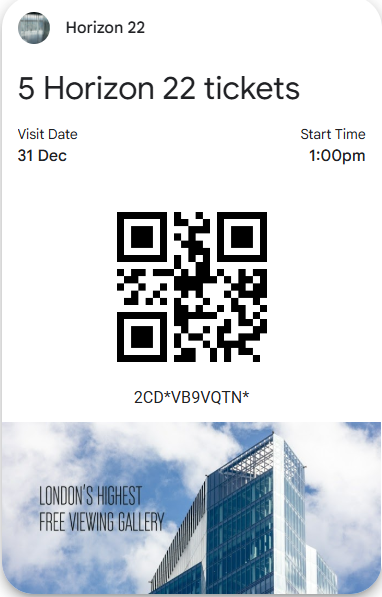 Horizon 22
5 Horizon 22 tickets
Visit Date
Start Time
31 Dec
1:00pm
2CD*VB9VQTN*
LONDON'S HIGHEST
FREE VIEWING GALLERY